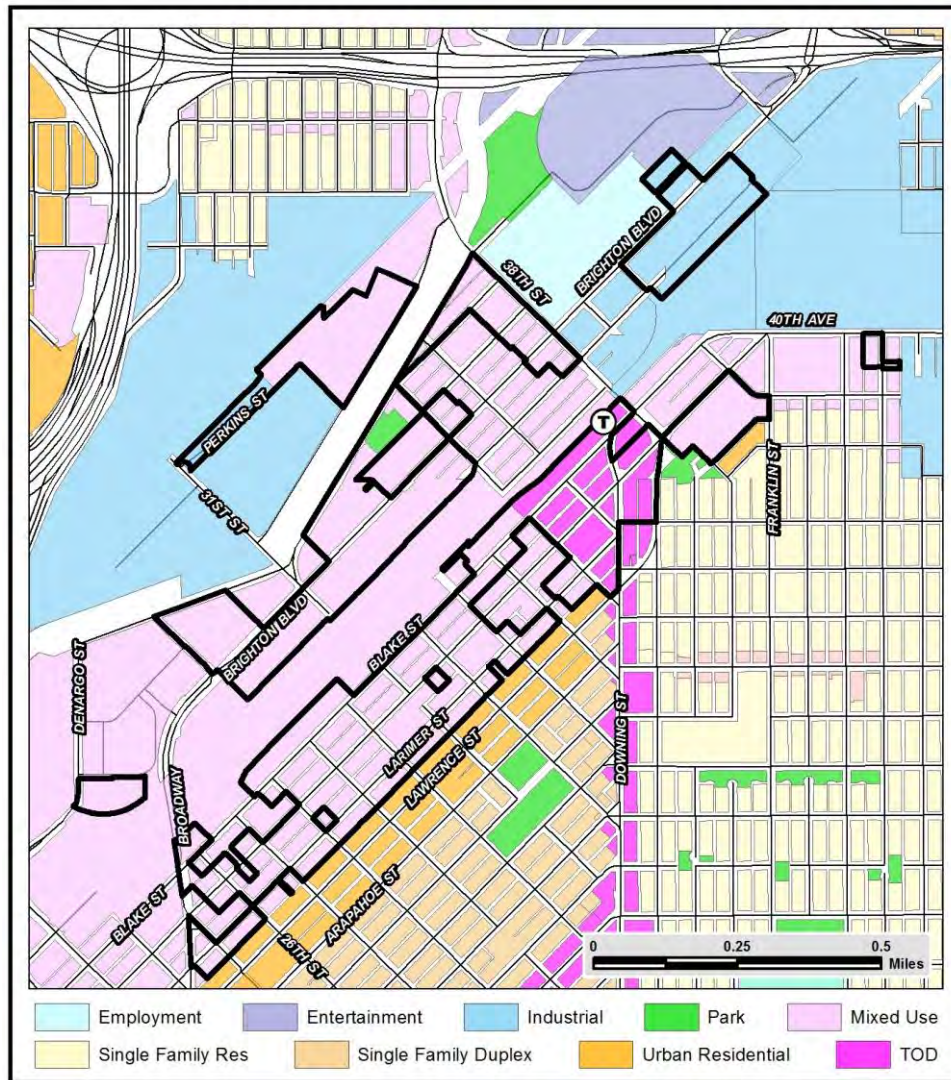 38TH ST
BRIGHTON BLVD
40TH AVE
T
PERKINS ST
31ST ST
FRANKLIN ST
BRIGHTON BLVD
BLAKE ST
DENARGO ST
LARIMER ST
LAWRENCE ST
DOWNING ST
BROADWAY
BLAKE ST
ARAPAHOE ST
26TH ST
0 0.25 0.5
Miles
Employment Entertainment Industrial Park Mixed Use
Single Family Res Single Family Duplex Urban Residential TOD